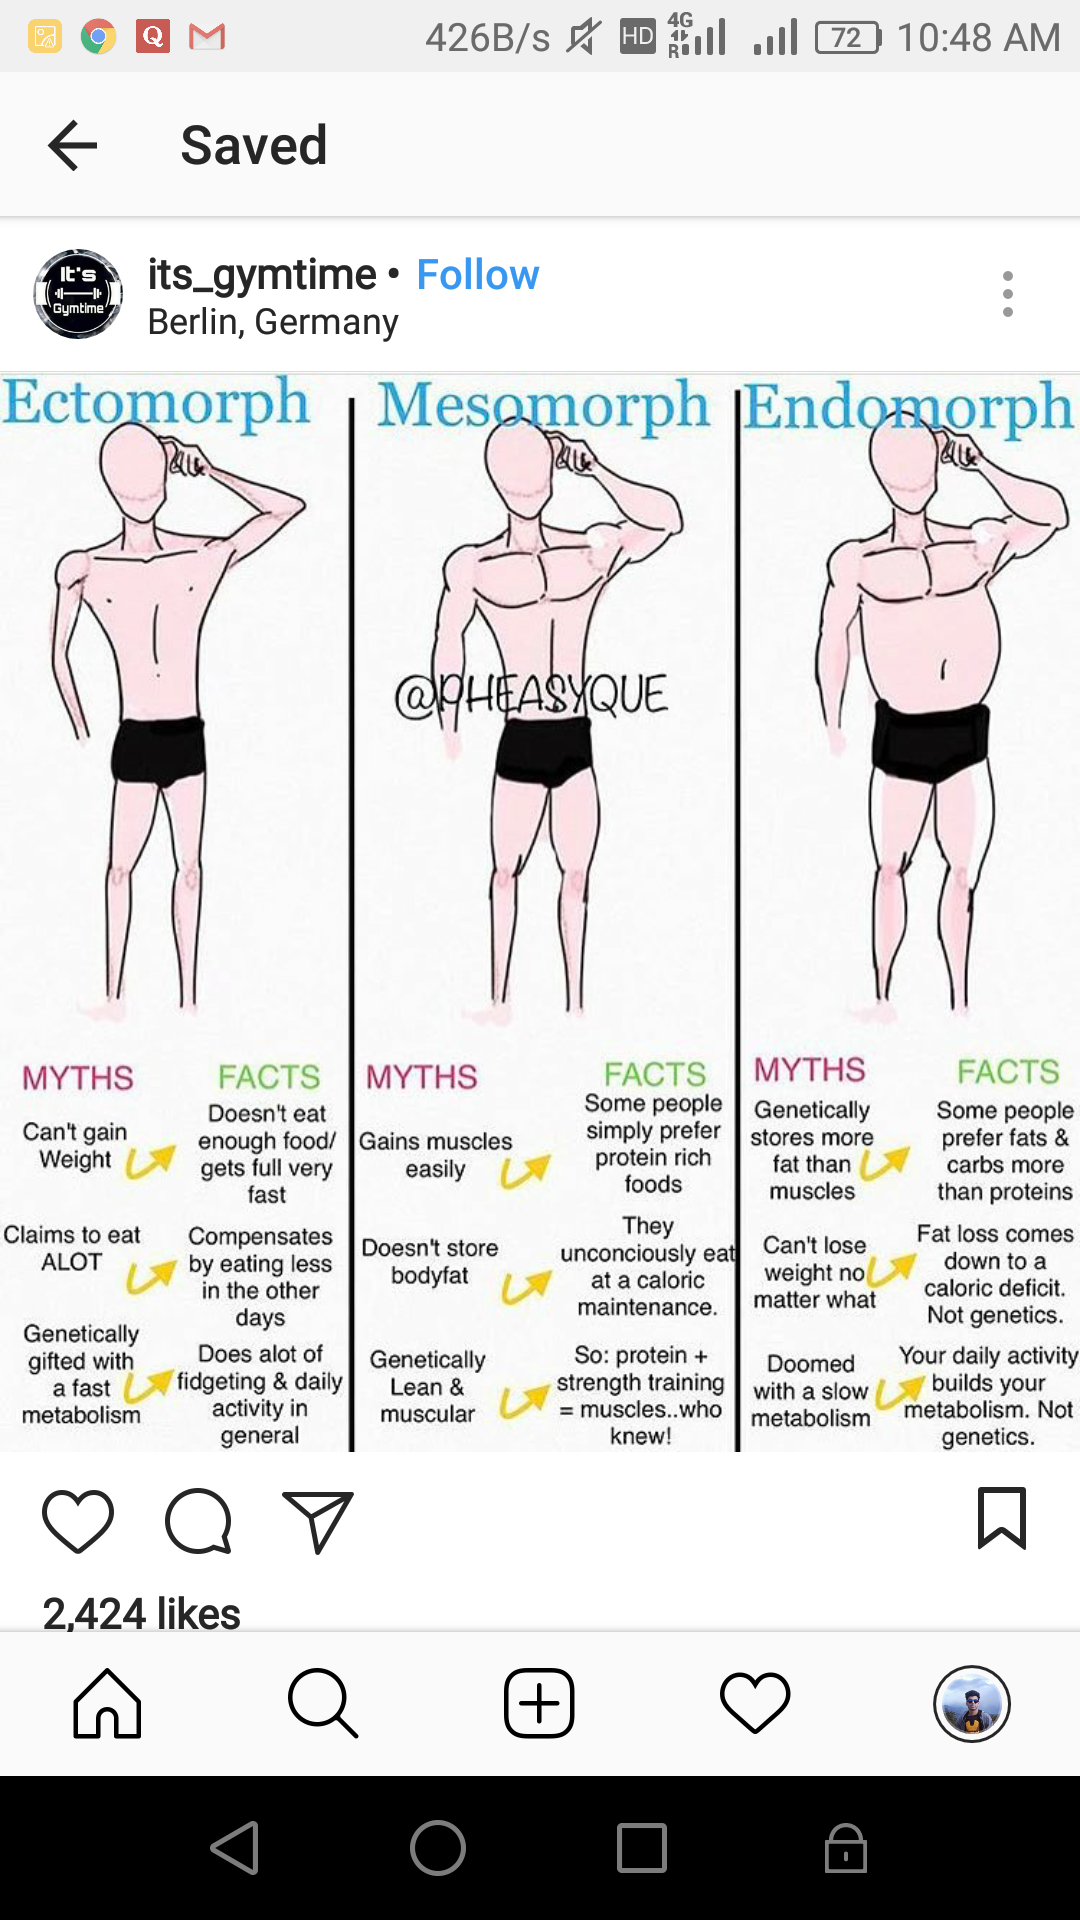 426B/s HD 4G R 72 10:48 AM
Saved
It's
Gymtime
its_gymtime • Follow
Berlin, Germany
Ectomorph
Mesomorph
Endomorph
@PHEASYQUE
MYTHS
FACTS
Can't gain
Weight
Doesn't eat
enough food/
gets full very
fast
Claims to eat
ALOT
Compensates
by eating less
in the other
days
Genetically
gifted with
a fast
metabolism
Does alot of
fidgeting & daily
activity in
general
MYTHS
FACTS
Gains muscles
easily
Some people
simply prefer
protein rich
foods
Doesn't store
bodyfat
They
unconciously eat
at a caloric
maintenance.
Genetically
Lean &
muscular
So: protein +
strength training
= muscles..who
knew!
MYTHS
FACTS
Genetically
stores more
fat than
muscles
Some people
prefer fats &
carbs more
than proteins
Can't lose
weight no
matter what
Fat loss comes
down to a
caloric deficit.
Not genetics.
Doomed
with a slow
metabolism
Your daily activity
builds your
metabolism. Not
genetics.
2,424 likes